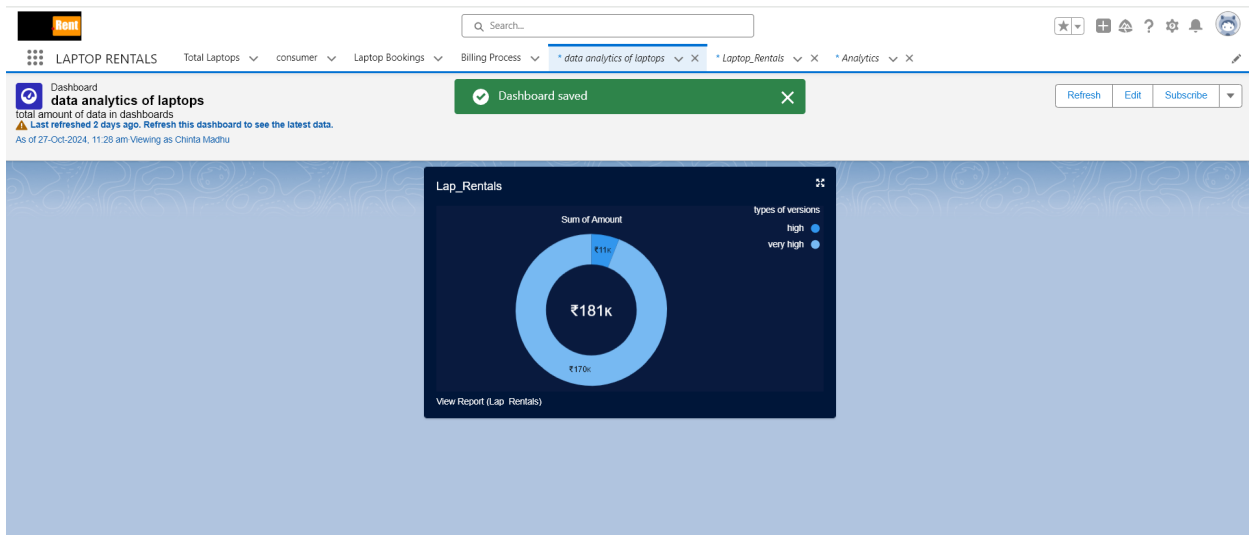 Rent
Search...
LAPTOP RENTALS Total Laptops consumer Laptop Bookings Billing Process * data analytics of laptops * Laptop_Rentals * Analytics
Dashboard
data analytics of laptops
total amount of data in dashboards
Last refreshed 2 days ago. Refresh this dashboard to see the latest data.
As of 27-Oct-2024, 11:28 am Viewing as Chinta Madhu
Dashboard saved
Refresh Edit Subscribe
Lap_Rentals
Sum of Amount
types of versions
high
very high
₹11K
₹181K
₹170K
View Report (Lap_Rentals)